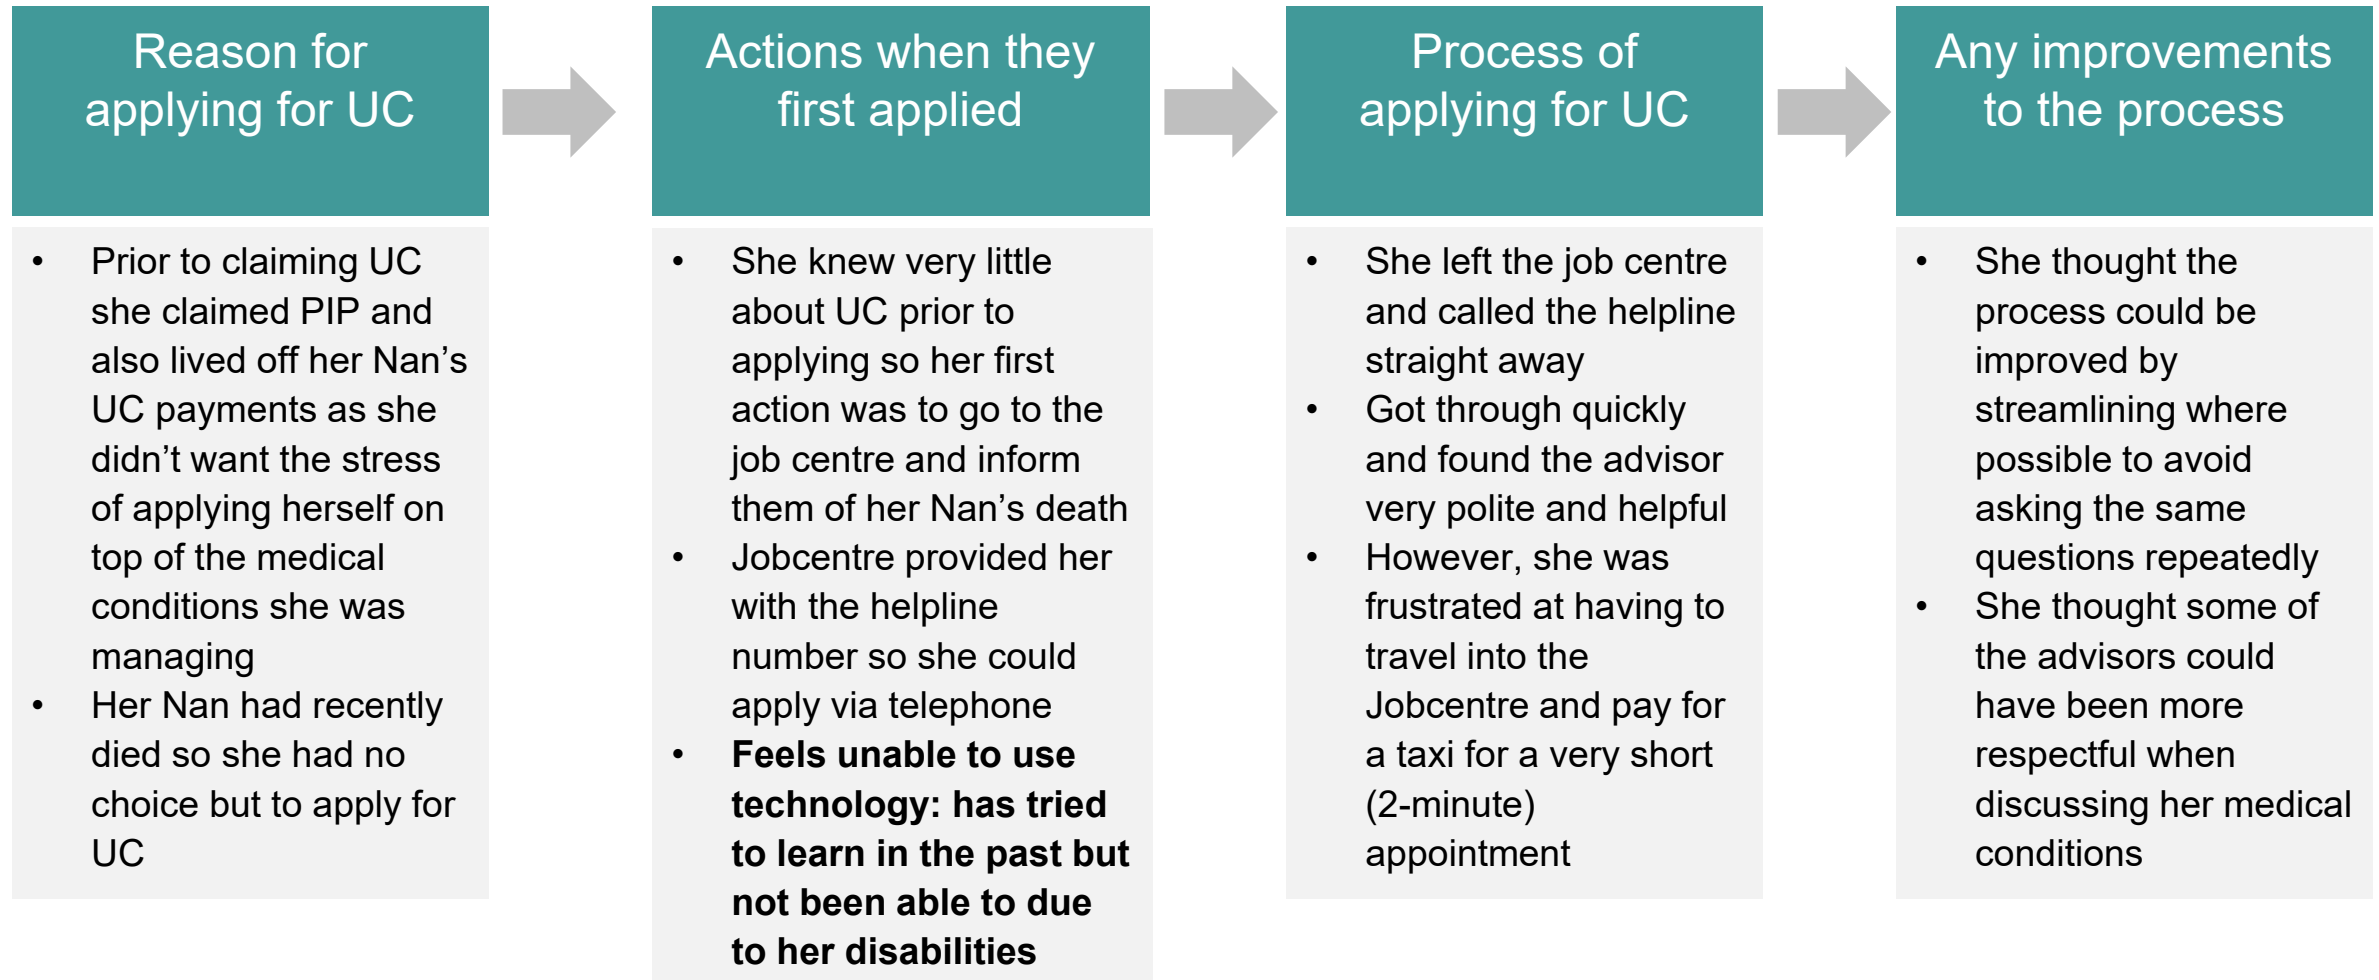 Reason for
applying for UC
• Prior to claiming UC
she claimed PIP and
also lived off her Nan’s
UC payments as she
didn’t want the stress
of applying herself on
top of the medical
conditions she was
managing
• Her Nan had recently
died so she had no
choice but to apply for
UC
Actions when they
first applied
• She knew very little
about UC prior to
applying so her first
action was to go to the
job centre and inform
them of her Nan’s death
• Jobcentre provided her
with the helpline
number so she could
apply via telephone
• Feels unable to use
technology: has tried
to learn in the past but
not been able to due
to her disabilities
Process of
applying for UC
• She left the job centre
and called the helpline
straight away
• Got through quickly
and found the advisor
very polite and helpful
• However, she was
frustrated at having to
travel into the
Jobcentre and pay for
a taxi for a very short
(2-minute)
appointment
Any improvements
to the process
• She thought the
process could be
improved by
streamlining where
possible to avoid
asking the same
questions repeatedly
• She thought some of
the advisors could
have been more
respectful when
discussing her medical
conditions